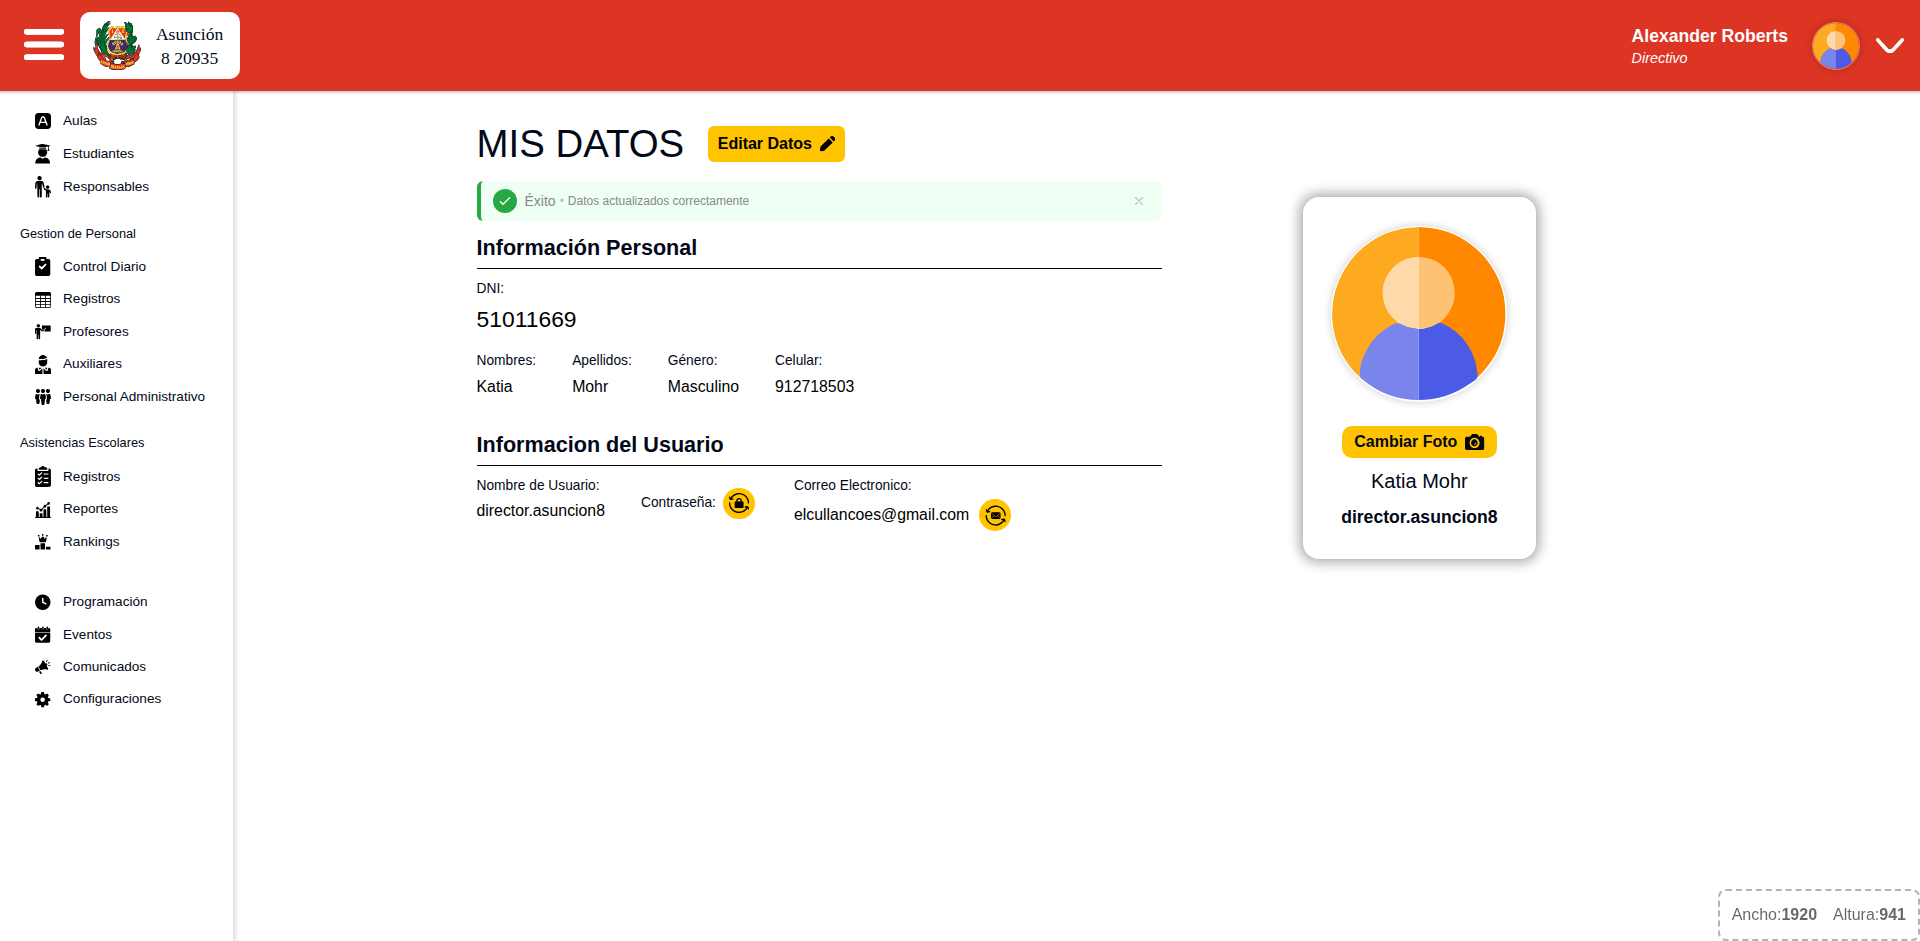 Asunción
8 20935
Alexander Roberts
Directivo
Aulas
Estudiantes
Responsables
Gestion de Personal
Control Diario
Registros
Profesores
Auxiliares
Personal Administrativo
Asistencias Escolares
Registros
Reportes
Rankings
Programación
Eventos
Comunicados
Configuraciones
MIS DATOS
Editar Datos
Éxito • Datos actualizados correctamente
Información Personal
DNI:
51011669
Nombres: Apellidos: Género: Celular:
Katia Mohr Masculino 912718503
Informacion del Usuario
Nombre de Usuario: Contraseña: Correo Electronico:
director.asuncion8 elcullancoes@gmail.com
Cambiar Foto
Katia Mohr
director.asuncion8
Ancho:1920 Altura:941